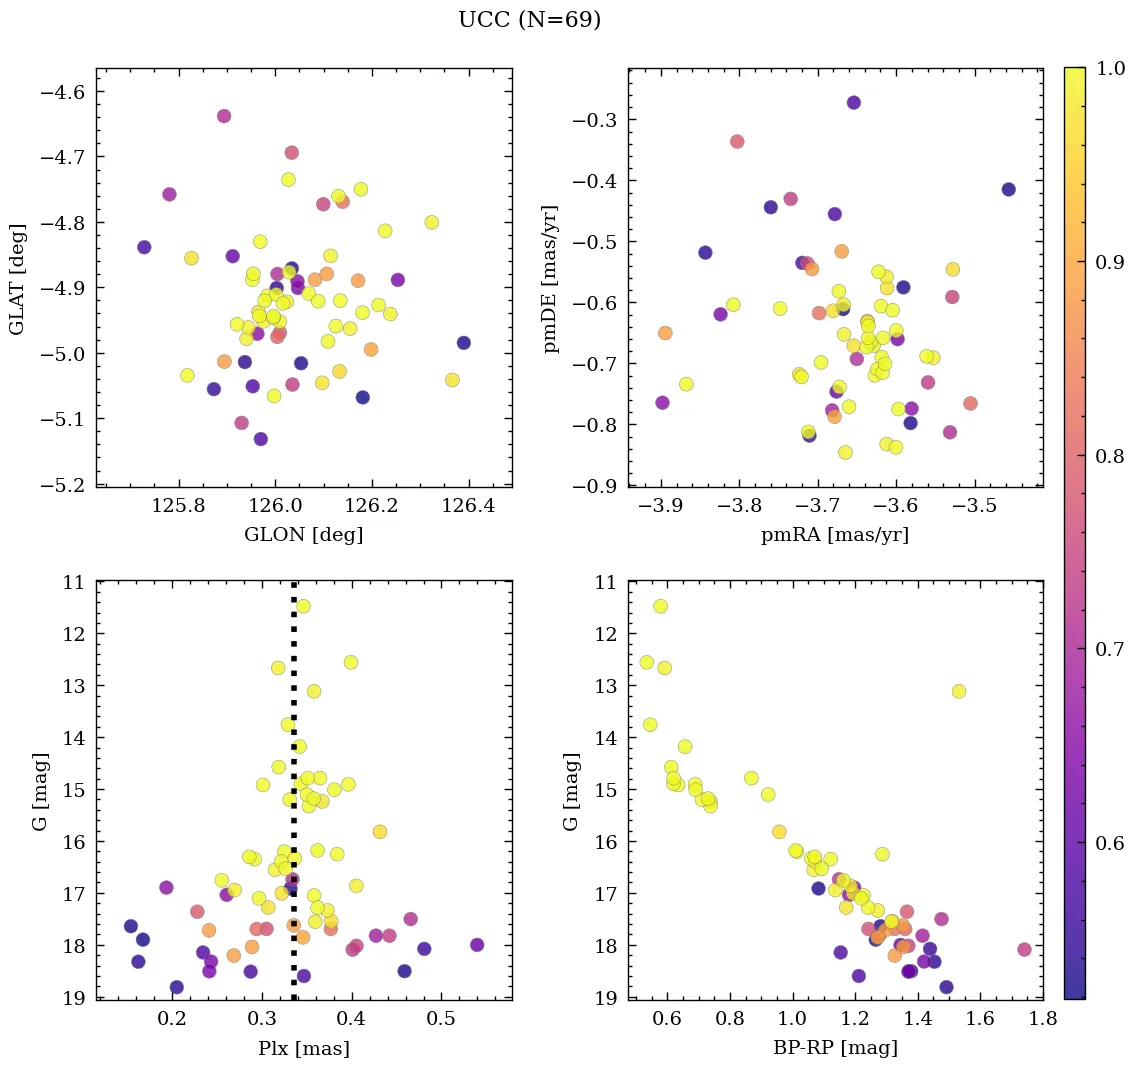 UCC (N=69)
−4.6
−4.7
−4.8
−4.9
−5.0
−5.1
−5.2
GLAT [deg]
125.8 126.0 126.2 126.4
GLON [deg]
−0.3
−0.4
−0.5
−0.6
−0.7
−0.8
−0.9
pmDE [mas/yr]
−3.9 −3.8 −3.7 −3.6 −3.5
pmRA [mas/yr]
11
12
13
14
15
16
17
18
19
G [mag]
0.2 0.3 0.4 0.5
Plx [mas]
11
12
13
14
15
16
17
18
19
G [mag]
0.6 0.8 1.0 1.2 1.4 1.6 1.8
BP-RP [mag]
1.0
0.9
0.8
0.7
0.6